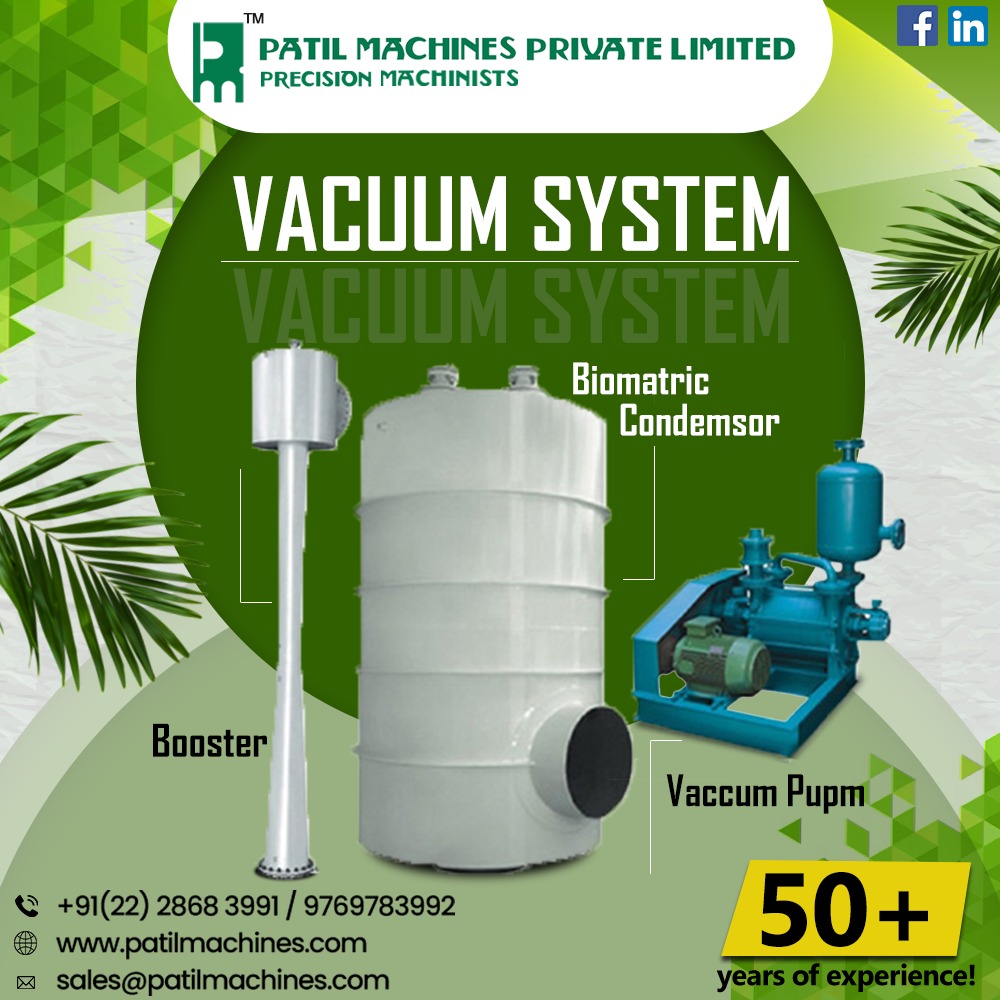 TM
PATIL MACHINES PRIVATE LIMITED
PRECISION MACHINISTS
f in
VACUUM SYSTEM
VACUUM SYSTEM
Biomatric
Condemsor
Booster
Vaccum Pupm
+91(22) 2868 3991 / 9769783992
www.patilmachines.com
sales@patilmachines.com
50+
years of experience!